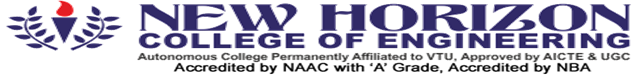 NEW HORIZON
COLLEGE OF ENGINEERING
Autonomous College Permanently Affiliated to VTU, Approved by AICTE & UGC
Accredited by NAAC with ‘A’ Grade, Accredited by NBA